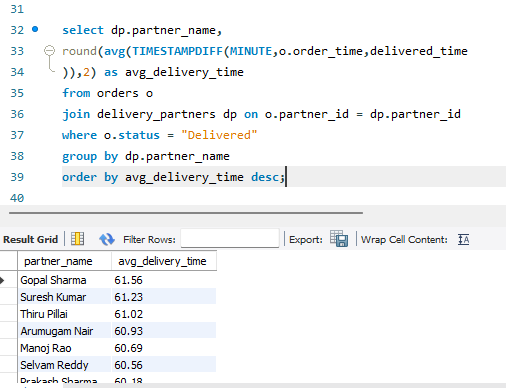 31
32 select dp.partner_name,
33 round(avg(TIMESTAMPDIFF(MINUTE,o.order_time,delivered_time
34 )),2) as avg_delivery_time
35 from orders o
36 join delivery_partners dp on o.partner_id = dp.partner_id
37 where o.status = "Delivered"
38 group by dp.partner_name
39 order by avg_delivery_time desc;
40
Result Grid Filter Rows: Export: Wrap Cell Content:
partner_name avg_delivery_time
Gopal Sharma 61.56
Suresh Kumar 61.23
Thiru Pillai 61.02
Arumugam Nair 60.93
Manoj Rao 60.69
Selvam Reddy 60.56
Prakash Sharma 60.18